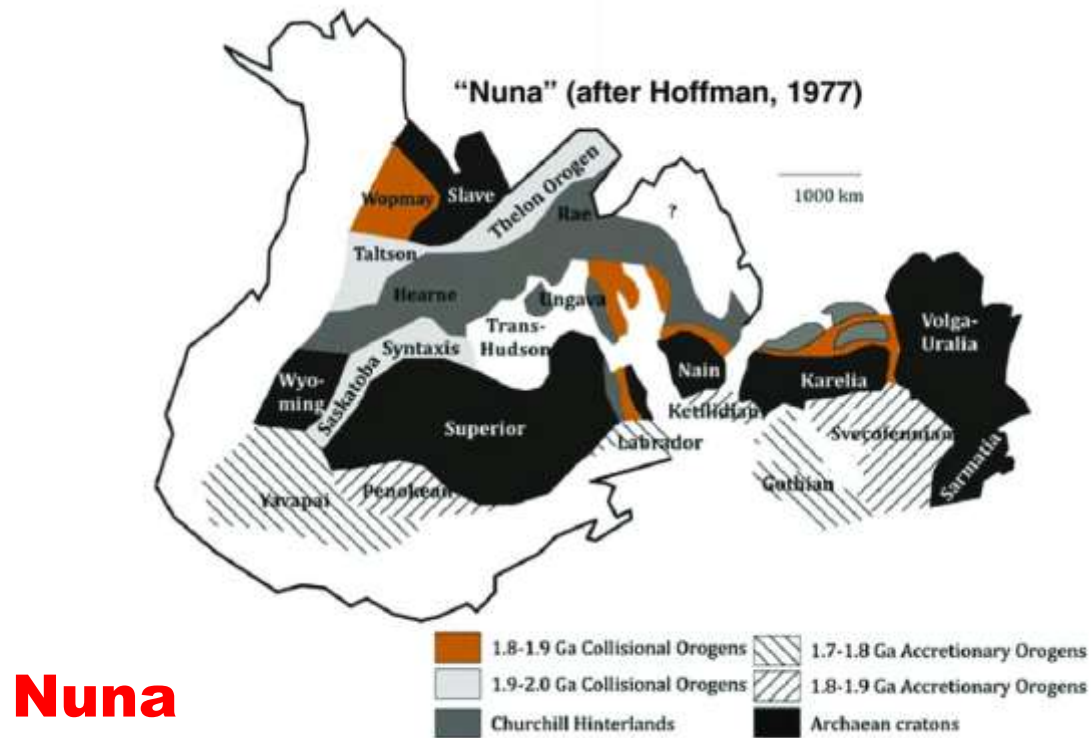 “Nuna” (after Hoffman, 1977)
1000 km
Wopmay
Slave
Thelon Orogen
Rae
?
Taltson
Hearne
Ungava
Trans-
Hudson
Syntaxis
Wyo-
ming
Saskatoba
Superior
Nain
Karelia
Volga-
Uralia
Ketilidian
Labrador
Svecofennian
Sarmatia
Gothian
Yavapai
Penokean
1.8-1.9 Ga Collisional Orogens
1.7-1.8 Ga Accretionary Orogens
1.9-2.0 Ga Collisional Orogens
1.8-1.9 Ga Accretionary Orogens
Churchill Hinterlands
Archaean cratons
Nuna